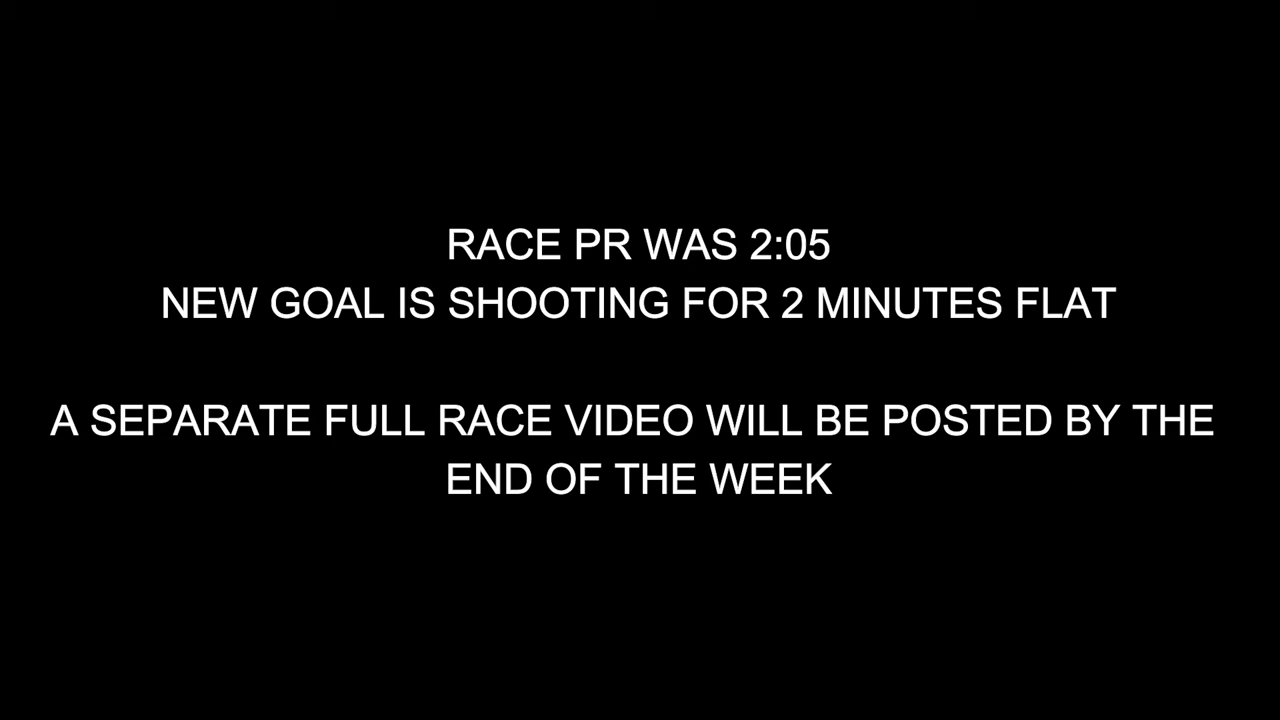 RACE PR WAS 2:05
NEW GOAL IS SHOOTING FOR 2 MINUTES FLAT
A SEPARATE FULL RACE VIDEO WILL BE POSTED BY THE
END OF THE WEEK